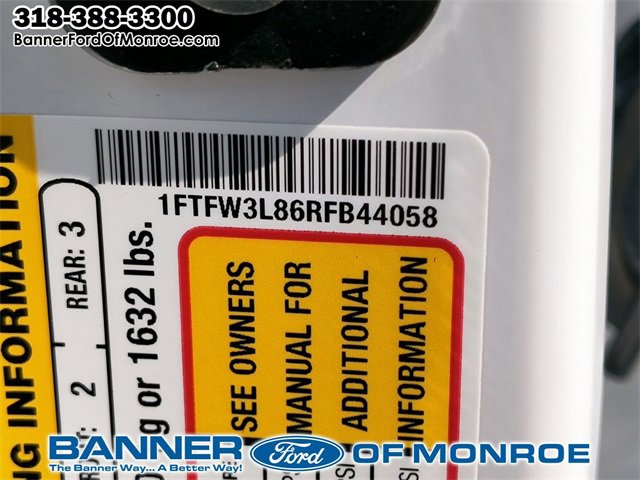 318-388-3300
BannerFordOfMonroe.com
1FTFW3L86RFB44058
INFORMATION
REAR: 3
2
or 1632 lbs.
SEE OWNERS
MANUAL FOR
ADDITIONAL
INFORMATION
BANNER Ford OF MONROE
The Banner Way... A Better Way!